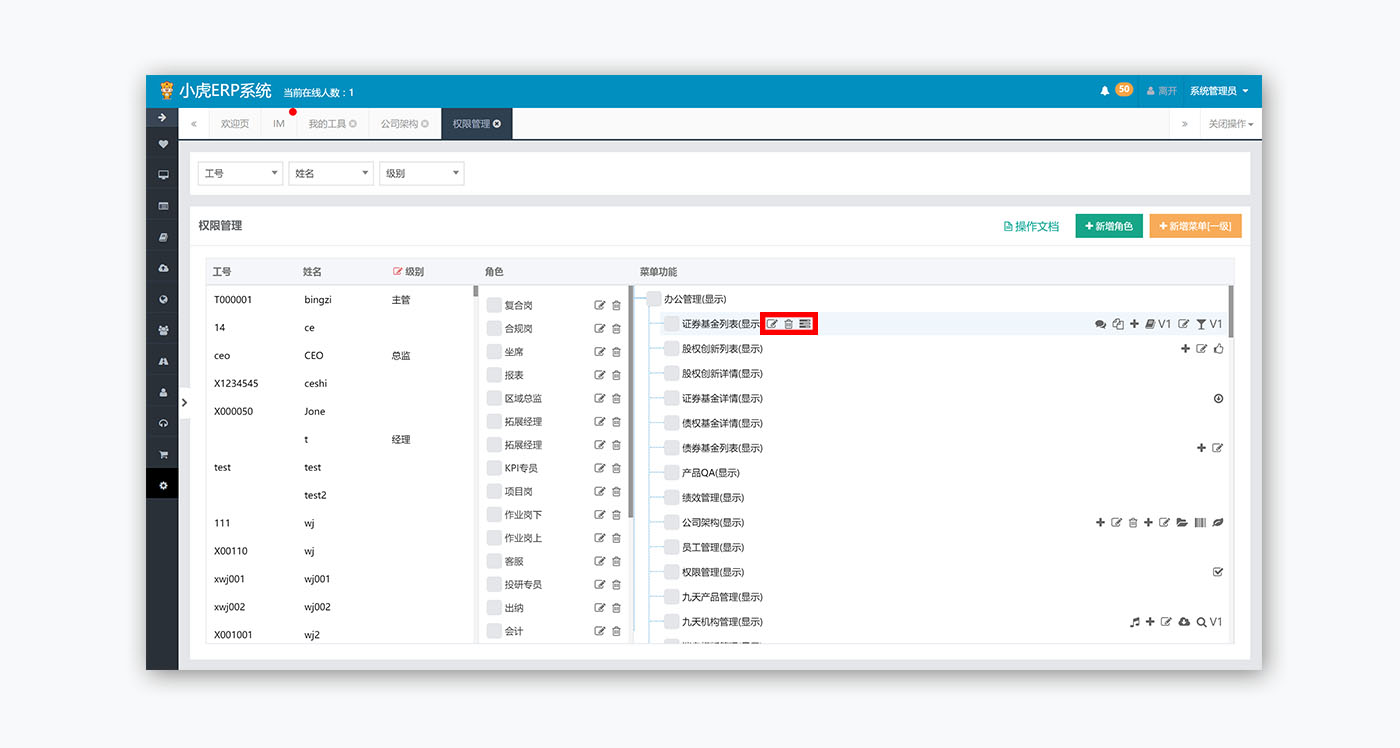 小虎ERP系统 当前在线人数：1 50 离开 系统管理员
欢迎页 IM 我的工具 公司架构 权限管理 关闭操作
工号 姓名 级别
权限管理 操作文档 新增角色 新增菜单[一级]
工号 姓名 级别 角色 菜单功能
T000001 bingzi 主管
14 ce
ceo CEO 总监
X1234545 ceshi
X000050 Jone
t 经理
test test
test2
111 wj
X00110 wj
xwj001 wj001
xwj002 wj002
X001001 wj2
复合岗
合规岗
坐席
报表
区域总监
拓展经理
拓展经理
KPI专员
项目岗
作业岗下
作业岗上
客服
投研专员
出纳
会计
办公管理(显示)
证券基金列表(显示 V1 V1
股权创新列表(显示)
股权创新详情(显示)
证券基金详情(显示)
债权基金详情(显示)
债券基金列表(显示)
产品QA(显示)
绩效管理(显示)
公司架构(显示)
员工管理(显示)
权限管理(显示)
九天产品管理(显示)
九天机构管理(显示) V1